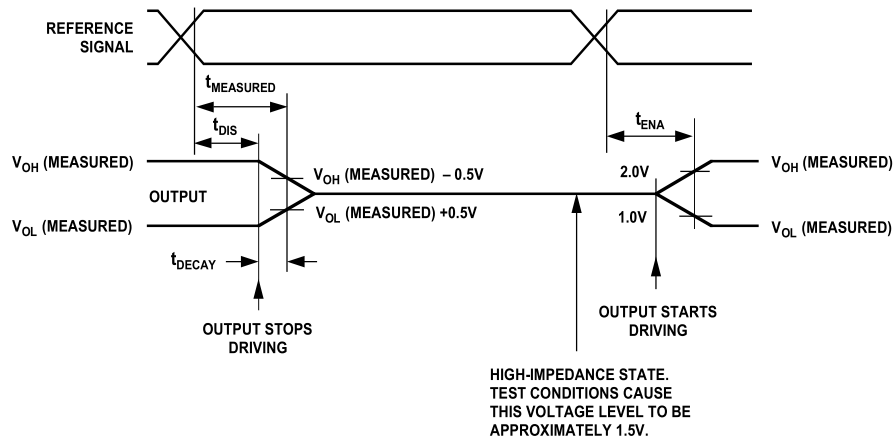 REFERENCE
SIGNAL
tMEASURED
tDIS
tENA
VOH (MEASURED)
VOH (MEASURED) – 0.5V
2.0V
VOH (MEASURED)
OUTPUT
VOL (MEASURED) +0.5V
1.0V
VOL (MEASURED)
VOL (MEASURED)
tDECAY
OUTPUT STOPS
DRIVING
OUTPUT STARTS
DRIVING
HIGH-IMPEDANCE STATE.
TEST CONDITIONS CAUSE
THIS VOLTAGE LEVEL TO BE
APPROXIMATELY 1.5V.